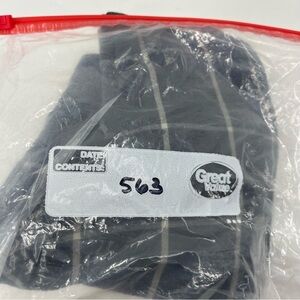 DATE:
CONTENTS:
563
Great
Value